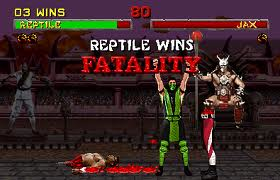 03 WINS
80
REPTILE
JAX
REPTILE WINS
FATALITY